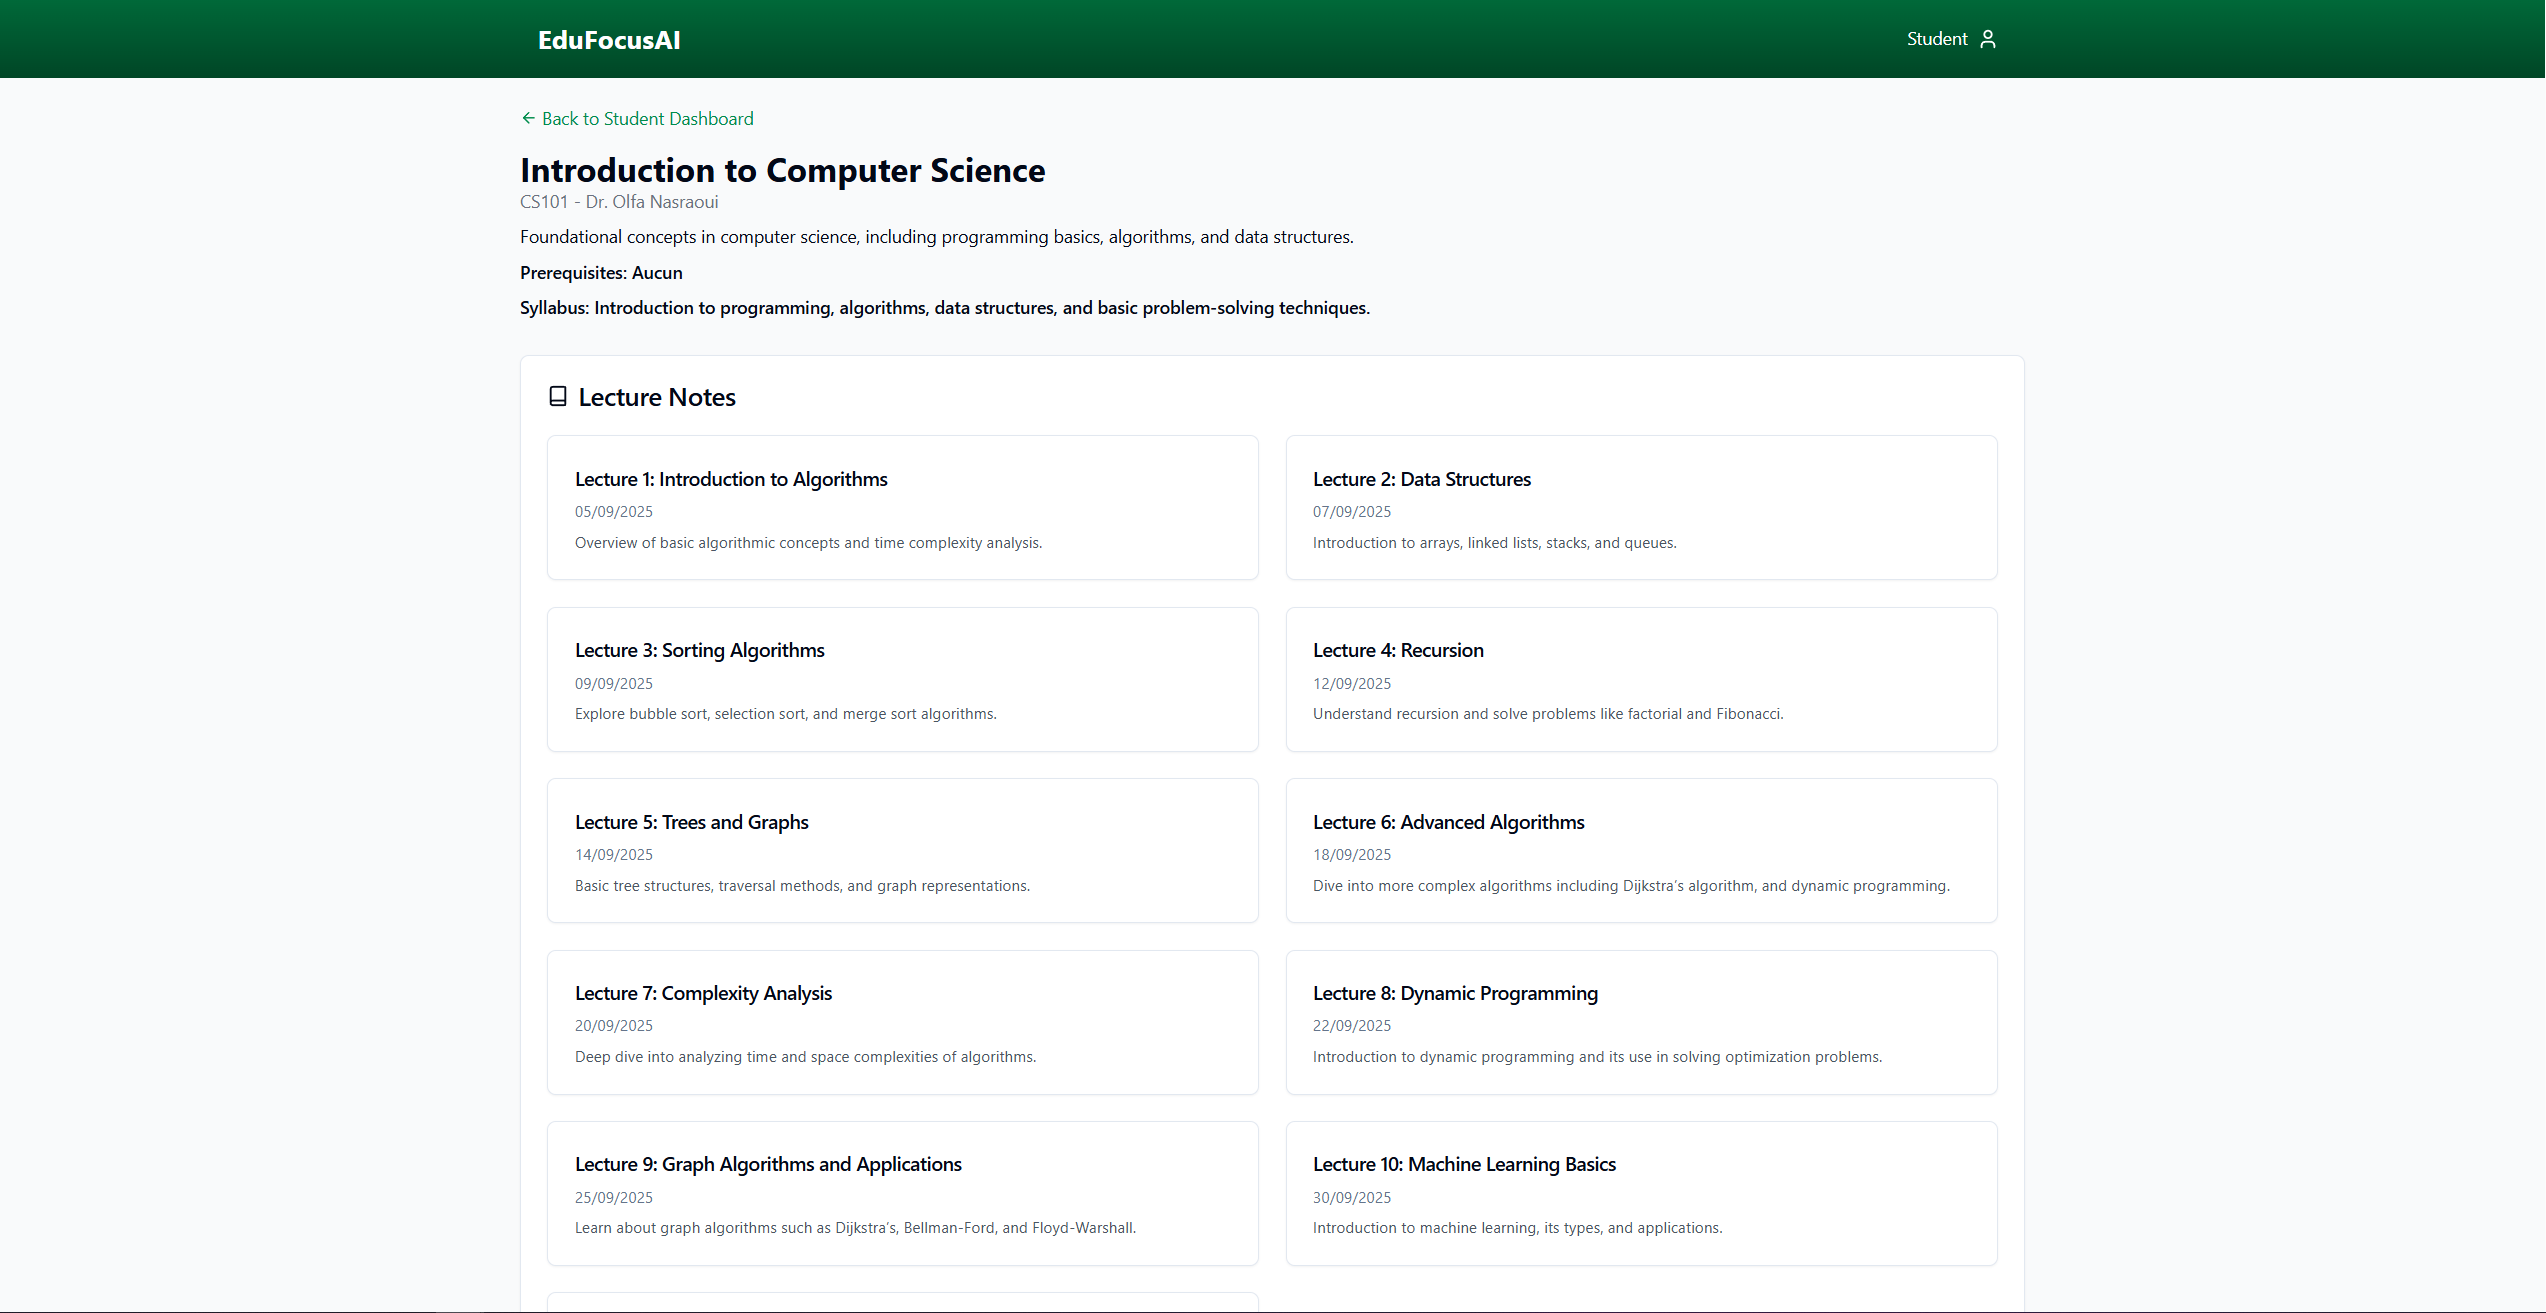 EduFocusAI
Student
Back to Student Dashboard
Introduction to Computer Science
CS101 - Dr. Olfa Nasraoui
Foundational concepts in computer science, including programming basics, algorithms, and data structures.
Prerequisites: Aucun
Syllabus: Introduction to programming, algorithms, data structures, and basic problem-solving techniques.
Lecture Notes
Lecture 1: Introduction to Algorithms
05/09/2025
Overview of basic algorithmic concepts and time complexity analysis.
Lecture 2: Data Structures
07/09/2025
Introduction to arrays, linked lists, stacks, and queues.
Lecture 3: Sorting Algorithms
09/09/2025
Explore bubble sort, selection sort, and merge sort algorithms.
Lecture 4: Recursion
12/09/2025
Understand recursion and solve problems like factorial and Fibonacci.
Lecture 5: Trees and Graphs
14/09/2025
Basic tree structures, traversal methods, and graph representations.
Lecture 6: Advanced Algorithms
18/09/2025
Dive into more complex algorithms including Dijkstra's algorithm, and dynamic programming.
Lecture 7: Complexity Analysis
20/09/2025
Deep dive into analyzing time and space complexities of algorithms.
Lecture 8: Dynamic Programming
22/09/2025
Introduction to dynamic programming and its use in solving optimization problems.
Lecture 9: Graph Algorithms and Applications
25/09/2025
Learn about graph algorithms such as Dijkstra's, Bellman-Ford, and Floyd-Warshall.
Lecture 10: Machine Learning Basics
30/09/2025
Introduction to machine learning, its types, and applications.